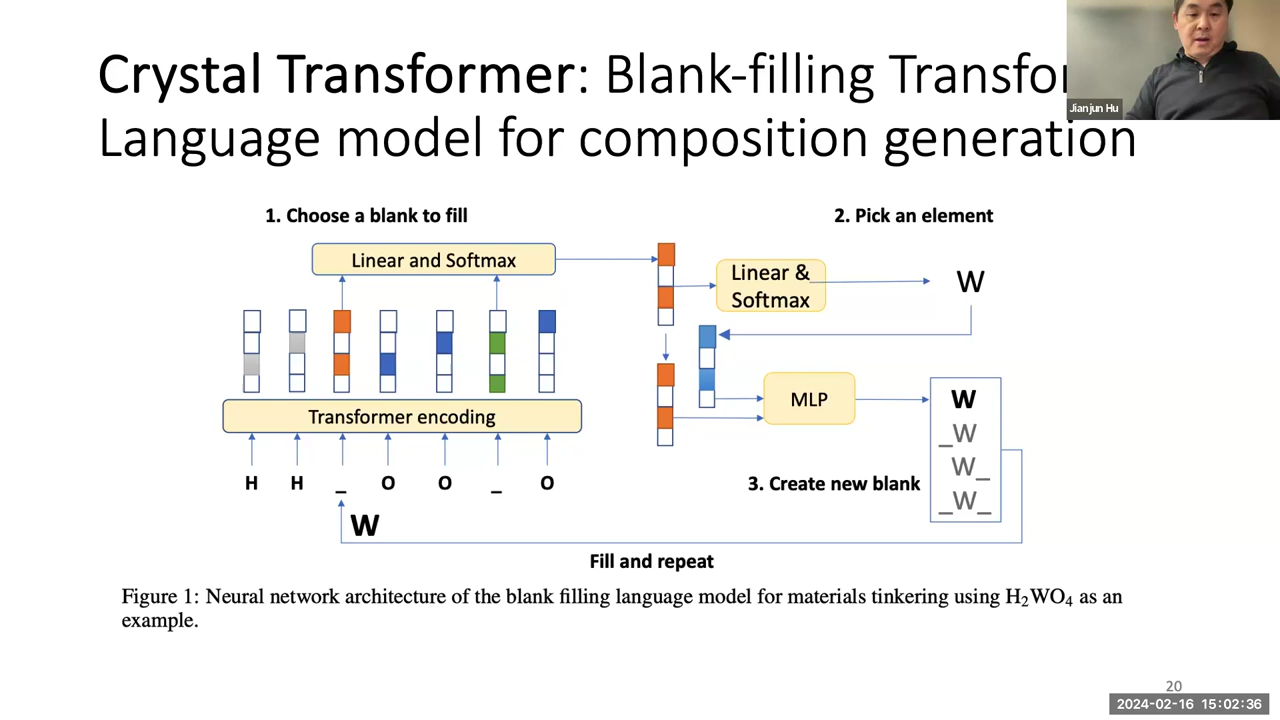 Crystal Transformer: Blank-filling
Language model for composition generation
Jianjun Hu
1. Choose a blank to fill
2. Pick an element
Linear and Softmax
Linear &
Softmax
W
Transformer encoding
MLP
H H _ O O _ O
W
W
_W
W_
_W_
3. Create new blank
Fill and repeat
Figure 1: Neural network architecture of the blank filling language model for materials tinkering using H₂WO₄ as an
example.
20
2024-02-16 15:02:36